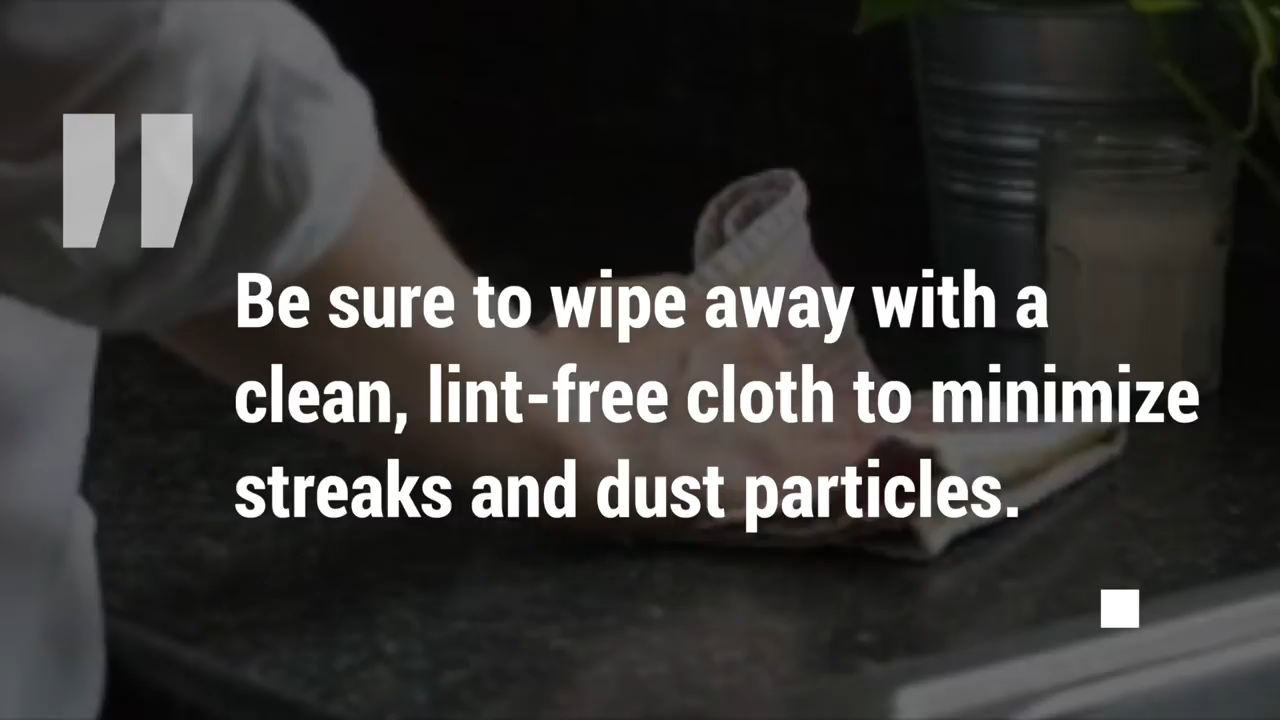 "
Be sure to wipe away with a
clean, lint-free cloth to minimize
streaks and dust particles.